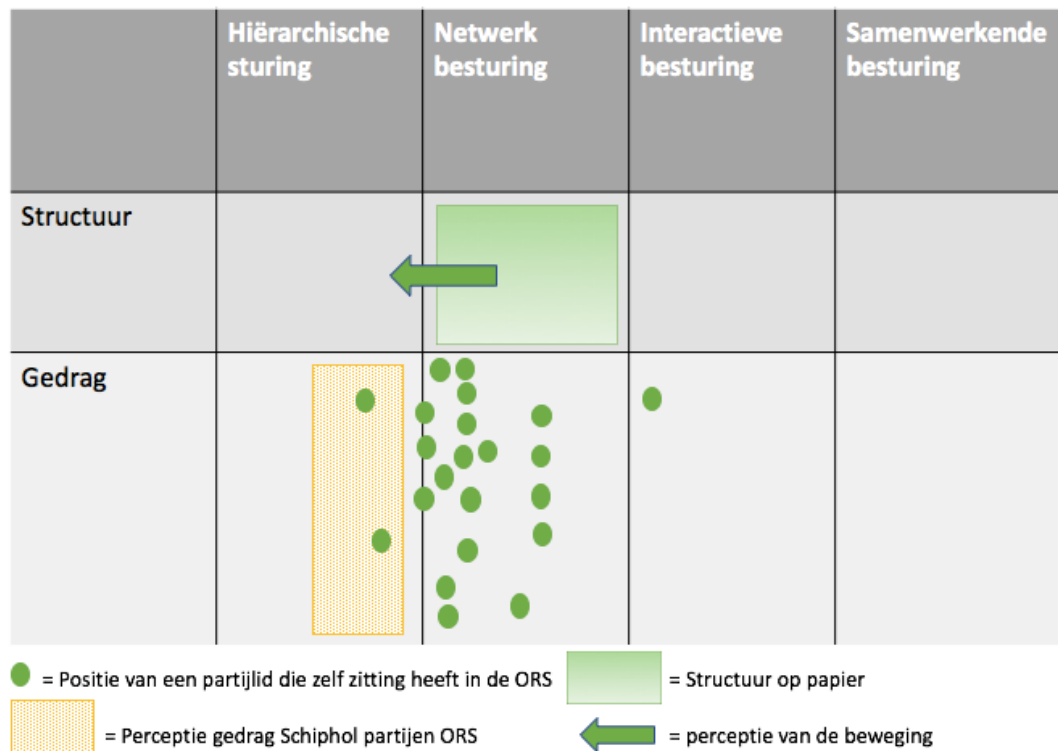 Hiërarchische
sturing
Netwerk
besturing
Interactieve
besturing
Samenwerkende
besturing
Structuur
Gedrag
= Positie van een partijlid die zelf zitting heeft in de ORS
= Structuur op papier
= Perceptie gedrag Schiphol partijen ORS
= perceptie van de beweging